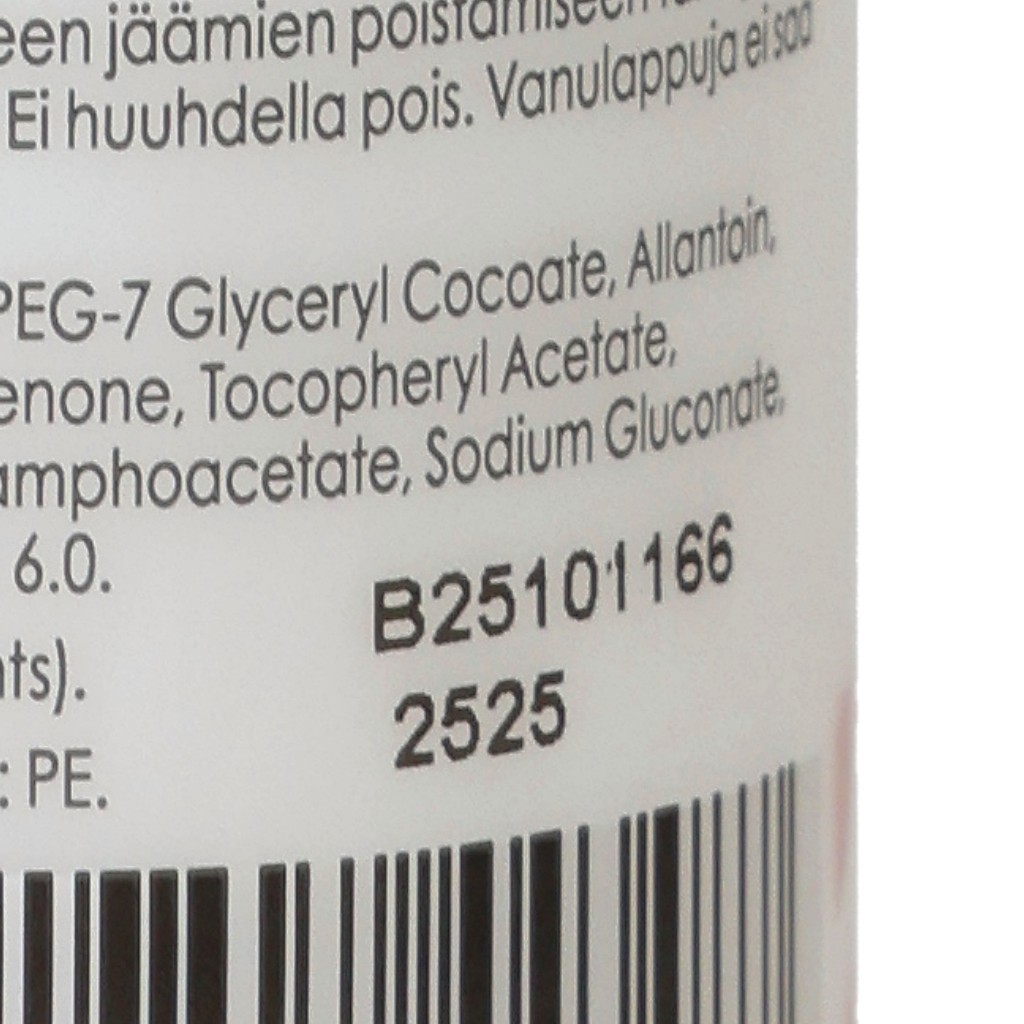 een jäämien poistamiseen
Ei huuhdella pois. Vanulappuja ei saa
PEG-7 Glyceryl Cocoate, Allantoin,
enone, Tocopheryl Acetate,
amphoacetate, Sodium Gluconate,
6.0.
B25101166
nts).
2525
: PE.